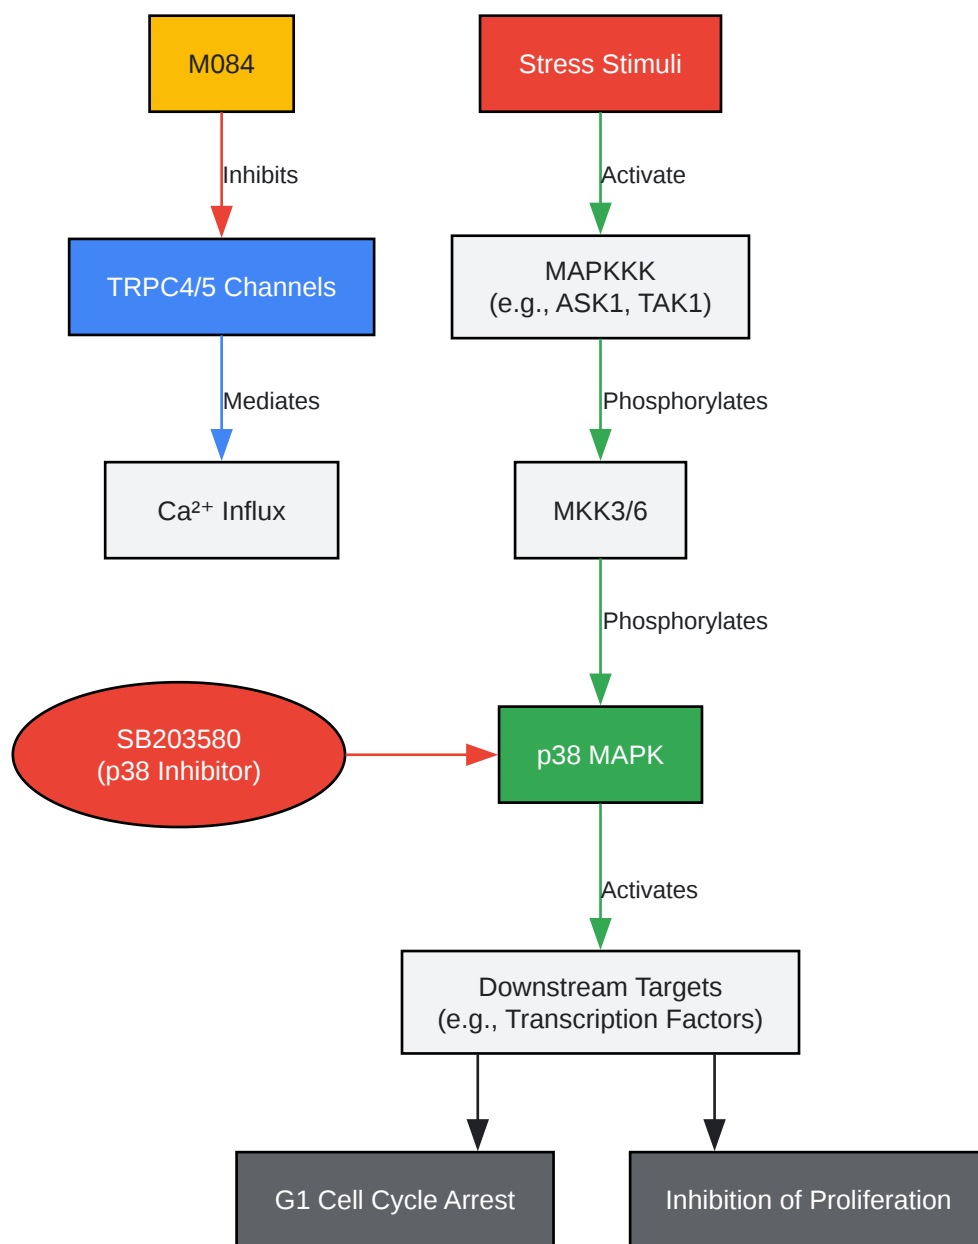 M084
Stress Stimuli
Inhibits
Activate
TRPC4/5 Channels
MAPKKK
(e.g., ASK1, TAK1)
Mediates
Phosphorylates
Ca²⁺ Influx
MKK3/6
Phosphorylates
SB203580
(p38 Inhibitor)
p38 MAPK
Activates
Downstream Targets
(e.g., Transcription Factors)
G1 Cell Cycle Arrest
Inhibition of Proliferation